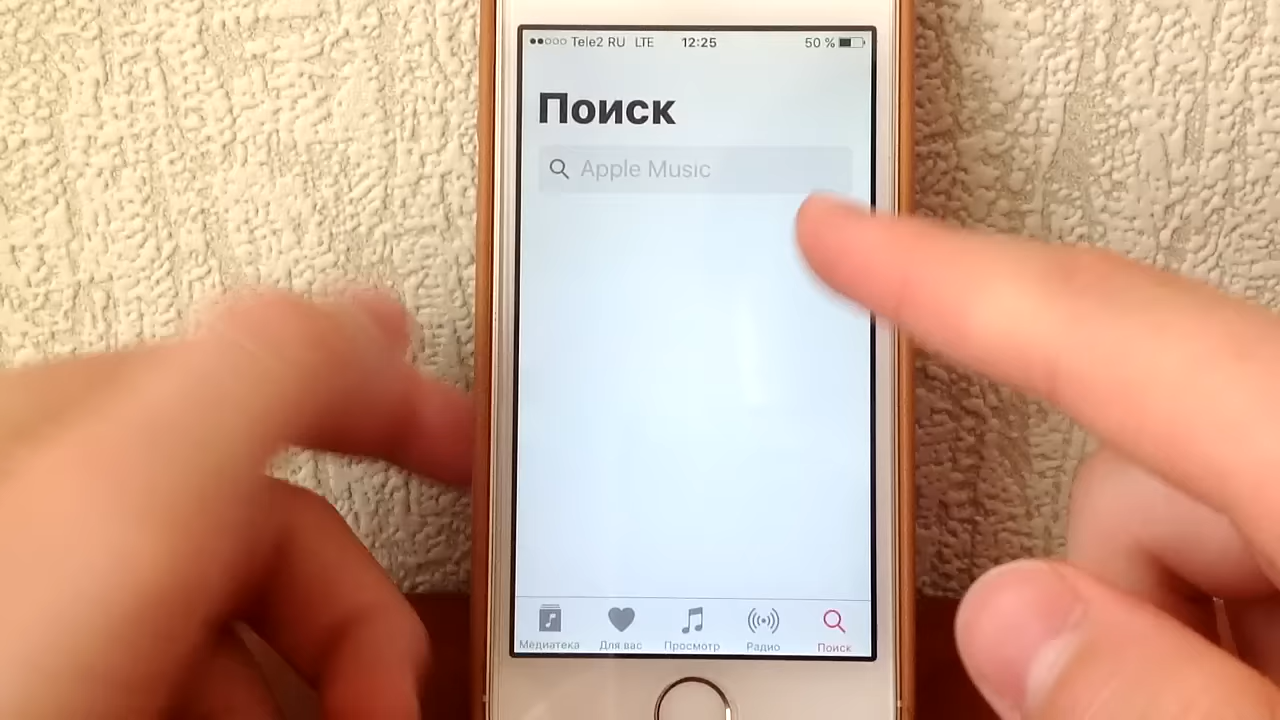 Tele2 RU LTE 12:25 50 %
Поиск
Apple Music
Медиатека Для вас Просмотр Радио Поиск